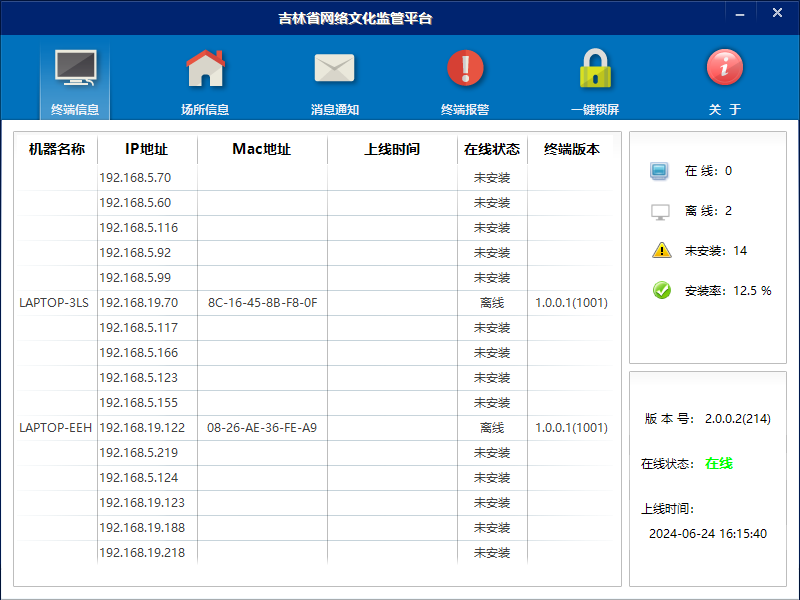 吉林省网络文化监管平台
终端信息 场所信息 消息通知 终端报警 一键锁屏 关 于
机器名称 IP地址 Mac地址 上线时间 在线状态 终端版本
192.168.5.70 未安装
192.168.5.60 未安装
192.168.5.116 未安装
192.168.5.92 未安装
192.168.5.99 未安装
LAPTOP-3LS 192.168.19.70 8C-16-45-8B-F8-0F 离线 1.0.0.1(1001)
192.168.5.117 未安装
192.168.5.166 未安装
192.168.5.123 未安装
192.168.5.155 未安装
LAPTOP-EEH 192.168.19.122 08-26-AE-36-FE-A9 离线 1.0.0.1(1001)
192.168.5.219 未安装
192.168.5.124 未安装
192.168.19.123 未安装
192.168.19.188 未安装
192.168.19.218 未安装
在 线: 0
离 线: 2
未安装: 14
安装率: 12.5 %
版 本 号: 2.0.0.2(214)
在线状态: 在线
上线时间:
2024-06-24 16:15:40